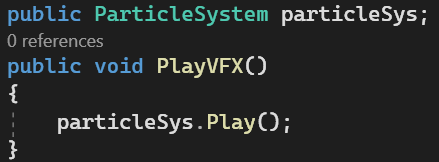 public ParticleSystem particleSys;
0 references
public void PlayVFX()
{
    particleSys.Play();
}